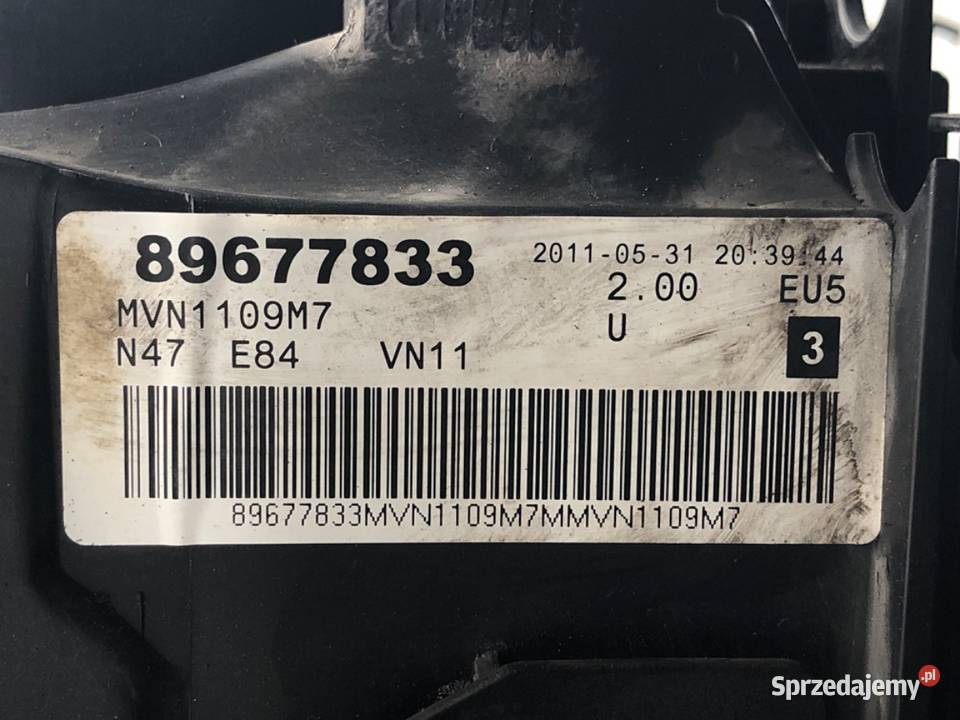 89677833 2011-05-31 20:39:44
MVN1109M7 2.00 EU5
N47 E84 VN11 U 3
89677833MVN1109M7MMVN1109M7
Sprzedajemy.pl